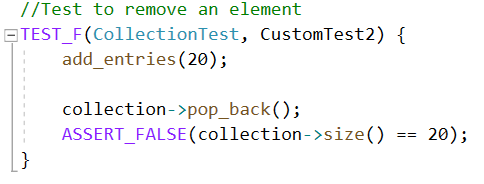 //Test to remove an element
TEST_F(CollectionTest, CustomTest2) {
    add_entries(20);

    collection->pop_back();
    ASSERT_FALSE(collection->size() == 20);
}